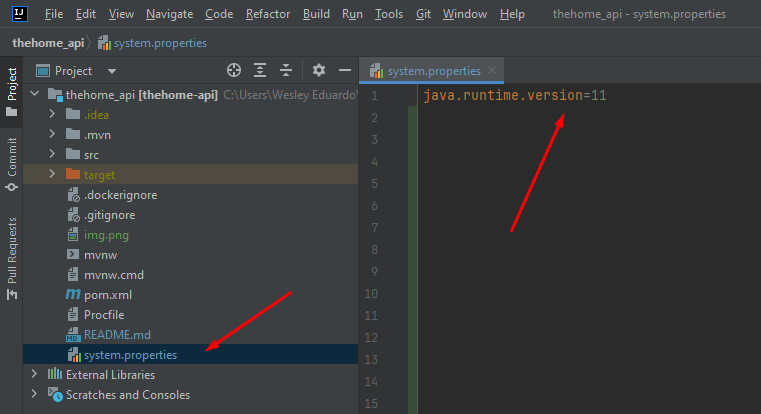 IJ File Edit View Navigate Code Refactor Build Run Tools Git Window Help thehome_api - system.properties
thehome_api system.properties
Project
system.properties
thehome_api [thehome-api] C:\Users\Wesley Eduardo\
.idea
.mvn
src
target
.dockerignore
.gitignore
img.png
mvnw
mvnw.cmd
pom.xml
Procfile
README.md
system.properties
External Libraries
Scratches and Consoles
Project
Commit
Pull Requests
1 java.runtime.version=11
2
3
4
5
6
7
8
9
10
11
12
13
14
15